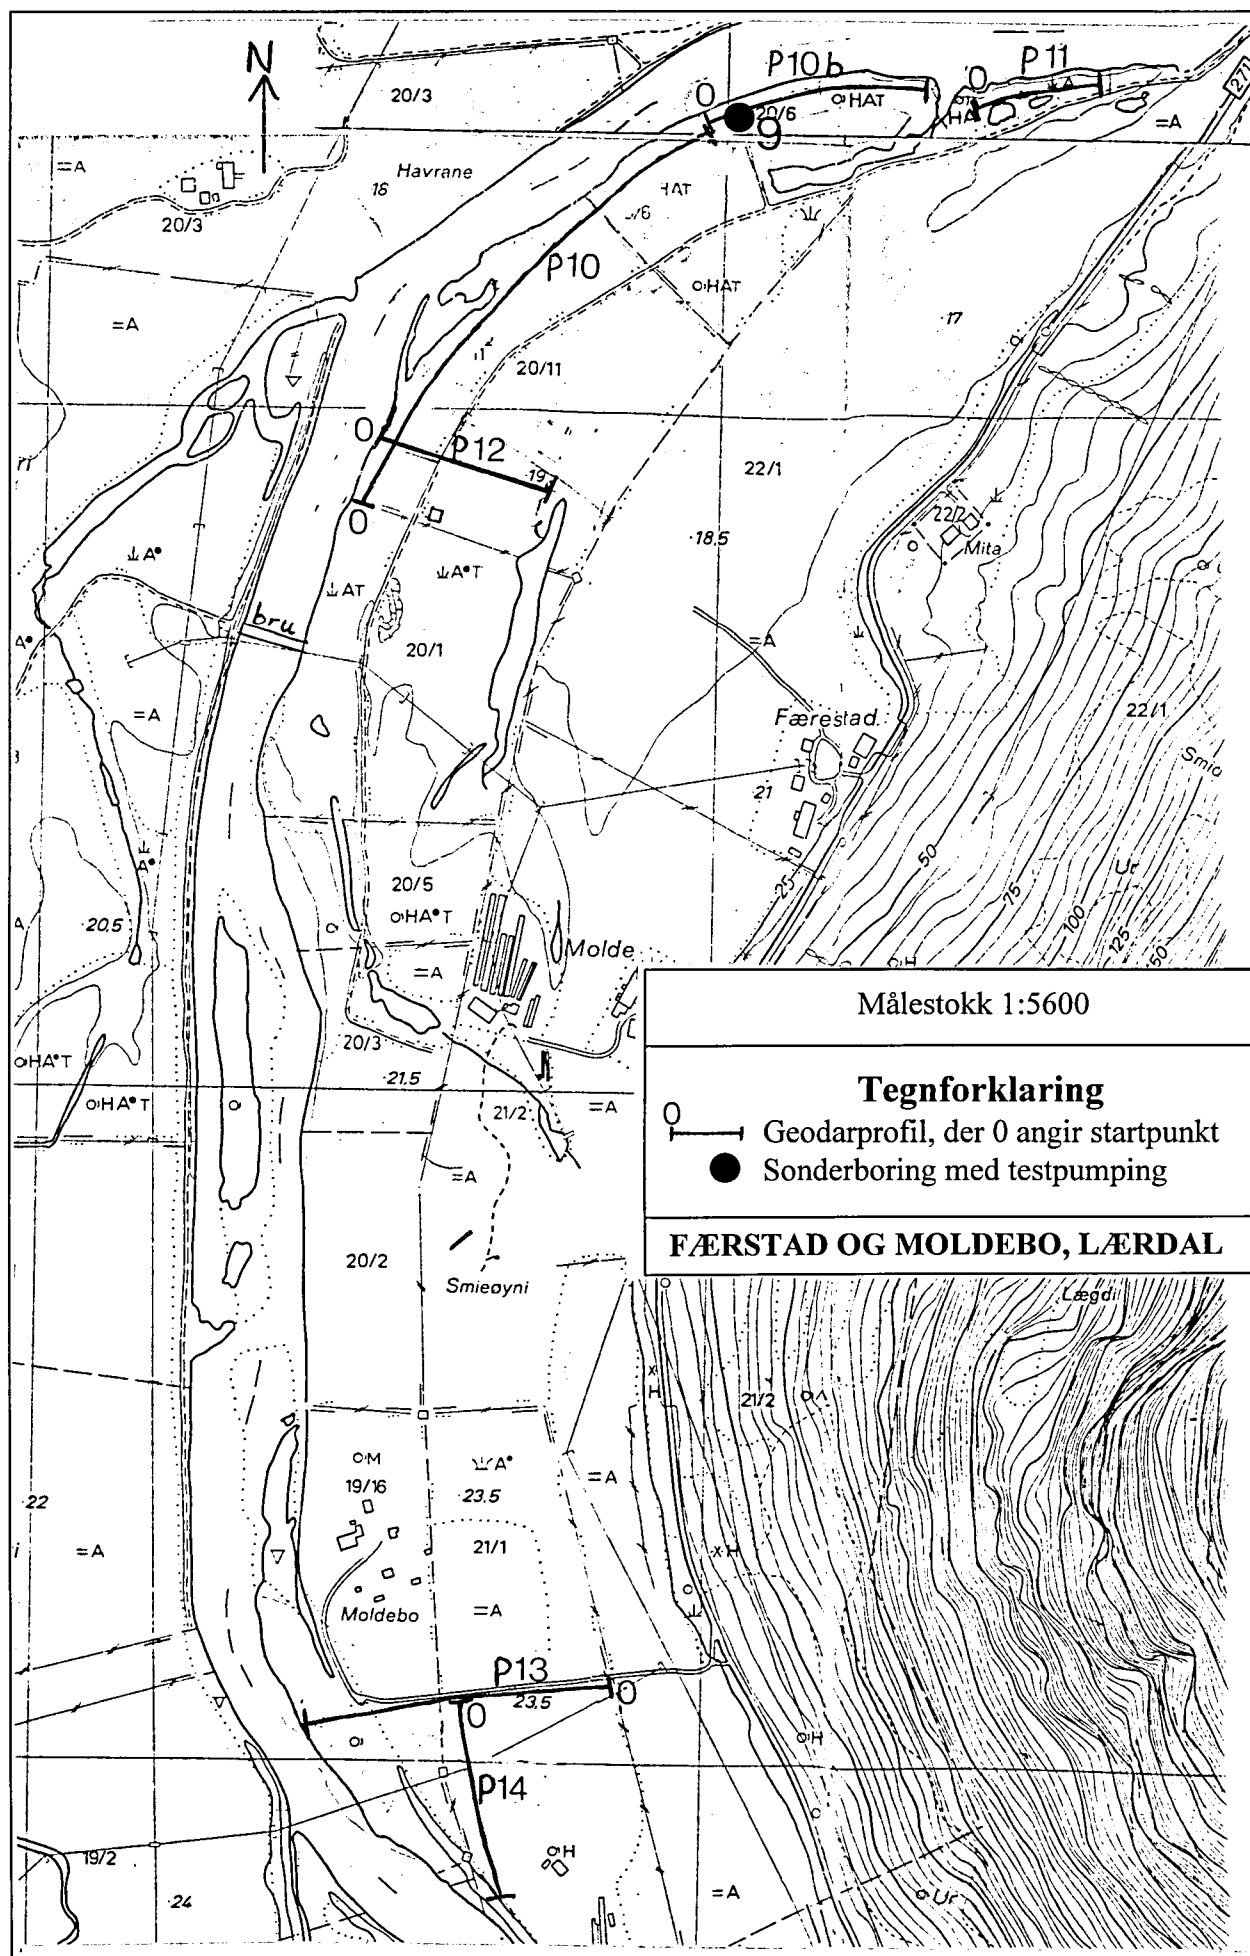 N
20/3
P10b
0
HAT
20/6
9
0
P11
A
271
=A
=A
Havrane
16
20/3
HAT
P10
HAT
=A
17
20/11
0
P12
19
0
22/1
18,5
22/2
Mita
A
A T
AT
bru
20/1
=A
=A
Færestad
22/1
21
A
20/5
HA T
20,5
=A
Molde
25
50
75
100
125
Ur
H
HA T
HA T
20/3
21,5
21/2
=A
=A
Målestokk 1:5600
Tegnforklaring
0
Geodarprofil, der 0 angir startpunkt
Sonderboring med testpumping
FÆRSTAD OG MOLDEBO, LÆRDAL
20/2
Smieøyni
Lægdi
H
21/2
M
19/16
A
23.5
=A
22
=A
21/1
H
Moldebo
=A
P13
23,5
0
0
H
P14
19/2
24
H
=A
Ur